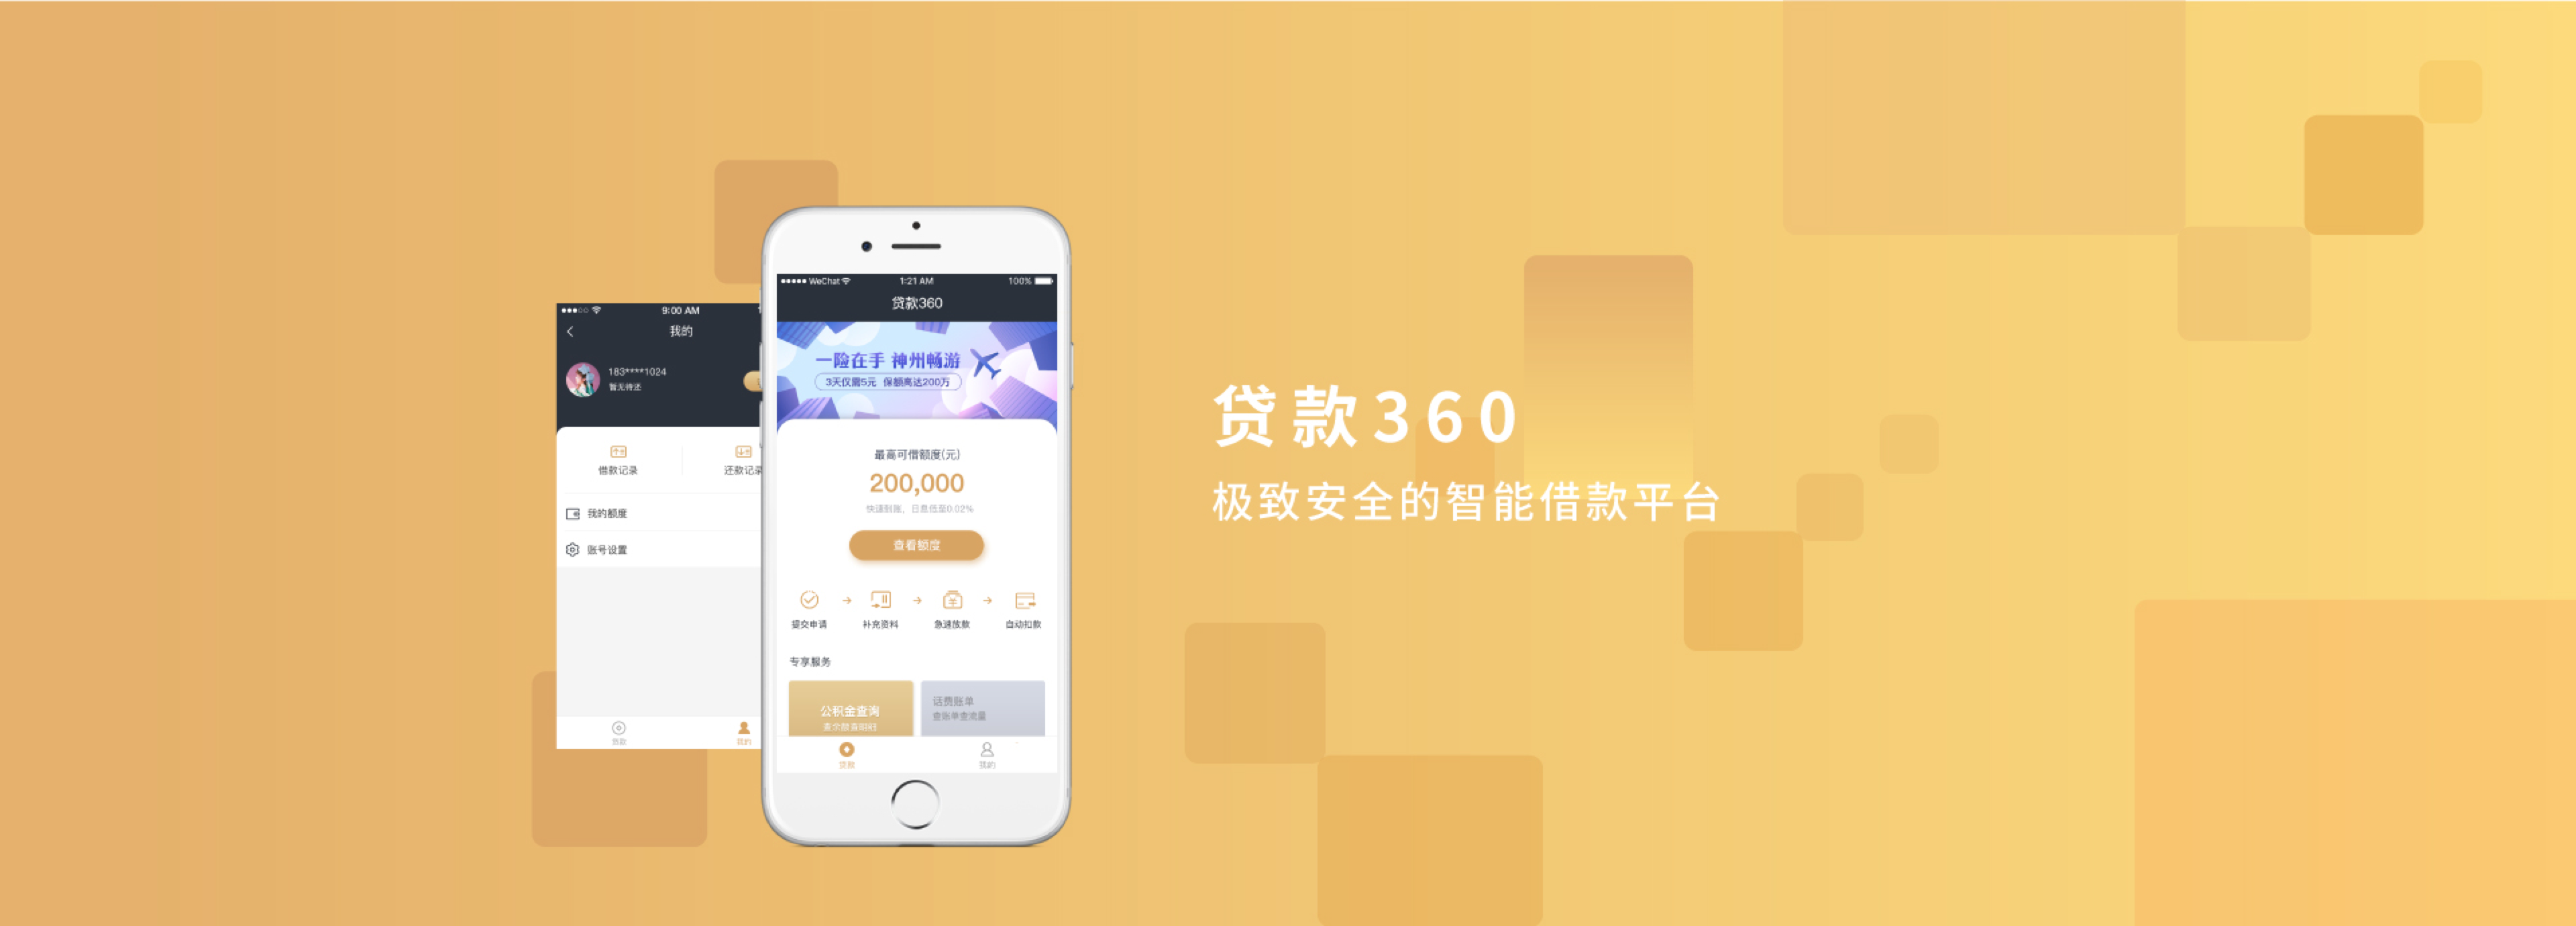 9:00 AM
我的
183****1024
暂无待还
借款记录
还款记录
我的额度
账号设置
贷款
我的
WeChat
1:21 AM
100%
贷款360
一险在手 神州畅游
3天仅需5元 保额高达200万
最高可借额度(元)
200,000
快速到账，日息低至0.02%
查看额度
提交申请
补充资料
急速放款
自动扣款
专享服务
公积金查询
话费账单
查账单查流量
贷款
我的
贷款360
极致安全的智能借款平台